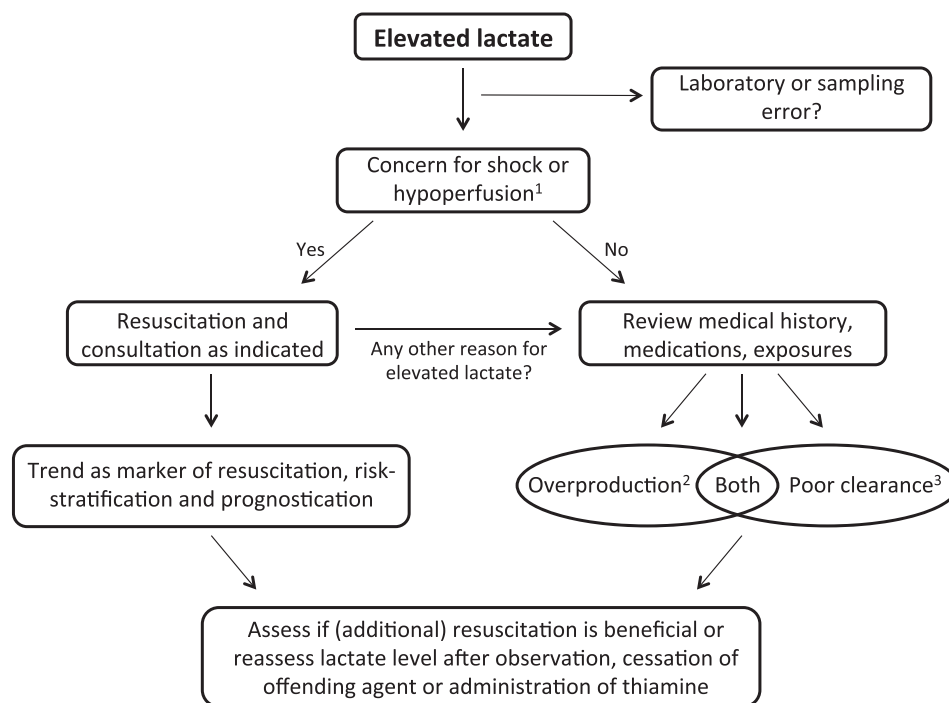 Elevated lactate
Laboratory or sampling
error?
Concern for shock or
hypoperfusion¹
Yes
No
Resuscitation and
consultation as indicated
Any other reason for
elevated lactate?
Review medical history,
medications, exposures
Trend as marker of resuscitation, risk-
stratification and prognostication
Overproduction²
Both
Poor clearance³
Assess if (additional) resuscitation is beneficial or
reassess lactate level after observation, cessation of
offending agent or administration of thiamine